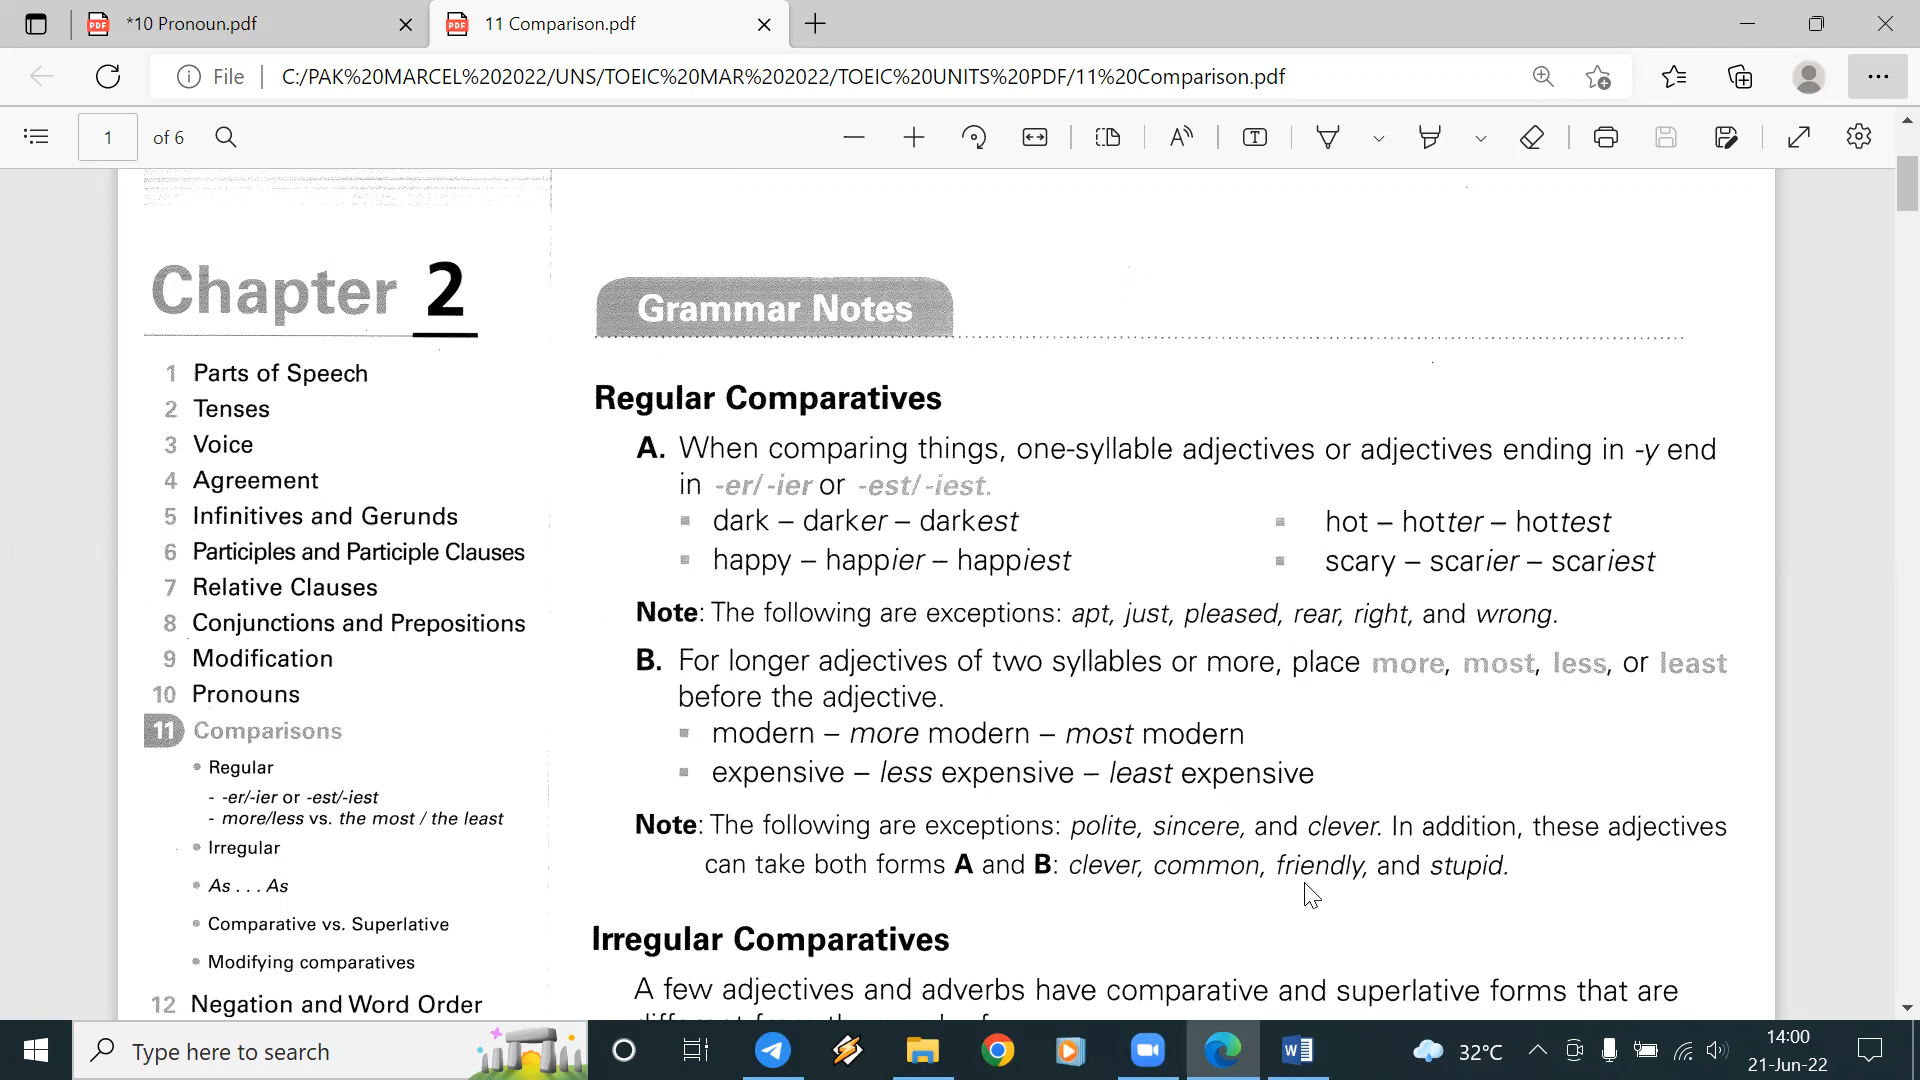 *10 Pronoun.pdf
11 Comparison.pdf
File
C:/PAK%20MARCEL%202022/UNS/TOEIC%20MAR%202022/TOEIC%20UNITS%20PDF/11%20Comparison.pdf
1 of 6
Chapter 2
1 Parts of Speech
2 Tenses
3 Voice
4 Agreement
5 Infinitives and Gerunds
6 Participles and Participle Clauses
7 Relative Clauses
8 Conjunctions and Prepositions
9 Modification
10 Pronouns
11 Comparisons
• Regular
- -er/-ier or -est/-iest
- more/less vs. the most / the least
• Irregular
• As . . . As
• Comparative vs. Superlative
• Modifying comparatives
12 Negation and Word Order
Grammar Notes
Regular Comparatives
A. When comparing things, one-syllable adjectives or adjectives ending in -y end
in -er/-ier or -est/-iest.
dark – darker – darkest
hot – hotter – hottest
happy – happier – happiest
scary – scarier – scariest
Note: The following are exceptions: apt, just, pleased, rear, right, and wrong.
B. For longer adjectives of two syllables or more, place more, most, less, or least
before the adjective.
modern – more modern – most modern
expensive – less expensive – least expensive
Note: The following are exceptions: polite, sincere, and clever. In addition, these adjectives
can take both forms A and B: clever, common, friendly, and stupid.
Irregular Comparatives
A few adjectives and adverbs have comparative and superlative forms that are
Type here to search
32°C
14:00
21-Jun-22